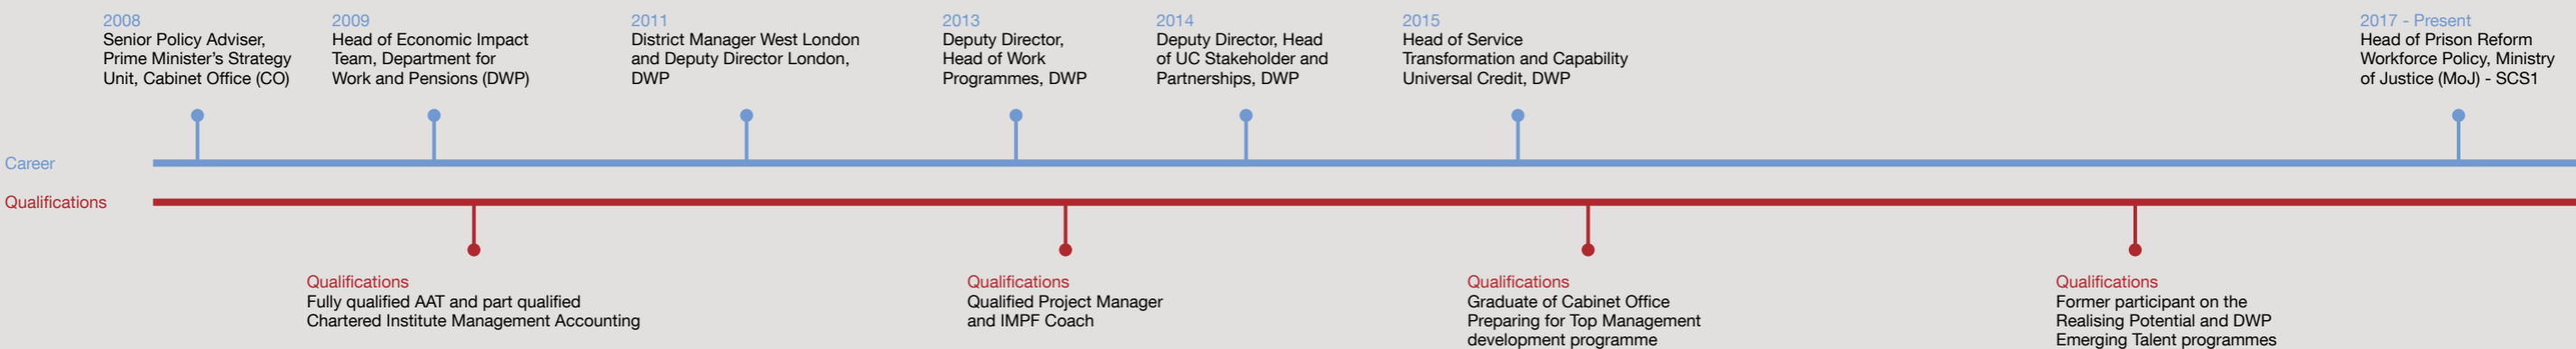 2008
Senior Policy Adviser,
Prime Minister's Strategy
Unit, Cabinet Office (CO)
2009
Head of Economic Impact
Team, Department for
Work and Pensions (DWP)
2011
District Manager West London
and Deputy Director London,
DWP
2013
Deputy Director,
Head of Work
Programmes, DWP
2014
Deputy Director, Head
of UC Stakeholder and
Partnerships, DWP
2015
Head of Service
Transformation and Capability
Universal Credit, DWP
2017 - Present
Head of Prison Reform
Workforce Policy, Ministry
of Justice (MoJ) - SCS1
Career
Qualifications
Qualifications
Fully qualified AAT and part qualified
Chartered Institute Management Accounting
Qualifications
Qualified Project Manager
and IMPF Coach
Qualifications
Graduate of Cabinet Office
Preparing for Top Management
development programme
Qualifications
Former participant on the
Realising Potential and DWP
Emerging Talent programmes